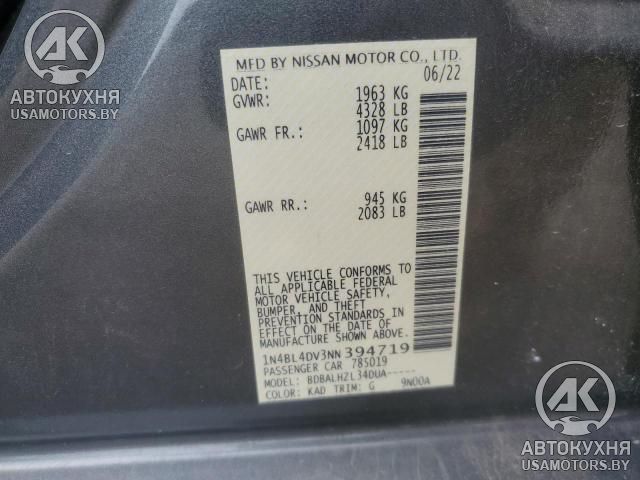 AK
АВТОКУХНЯ
USAMOTORS.BY
MFD BY NISSAN MOTOR CO., LTD.
DATE: 06/22
GVWR: 1963 KG
4328 LB
GAWR FR.: 1097 KG
2418 LB
GAWR RR.: 945 KG
2083 LB
THIS VEHICLE CONFORMS TO
ALL APPLICABLE FEDERAL
MOTOR VEHICLE SAFETY,
BUMPER, AND THEFT
PREVENTION STANDARDS IN
EFFECT ON THE DATE OF
MANUFACTURE SHOWN ABOVE.
1N4BL4DV3NN394719
PASSENGER CAR 785019
MODEL: BDBALHZL34DUA-----
COLOR: KAD TRIM: G 9N00A
AK
АВТОКУХНЯ
USAMOTORS.BY